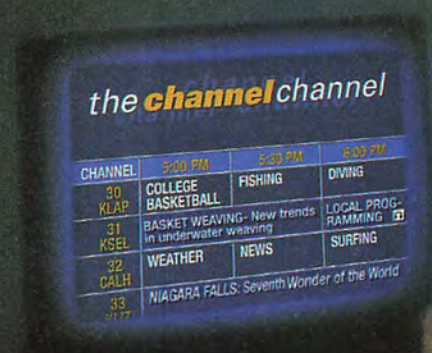 the channel channel
CHANNEL 5:00 PM 5:30 PM 6:00 PM
30 KLAP COLLEGE BASKETBALL FISHING DIVING
31 KSEL BASKET WEAVING- New trends in underwater weaving LOCAL PROG-RAMMING
32 CALH WEATHER NEWS SURFING
33 NIAGARA FALLS: Seventh Wonder of the World